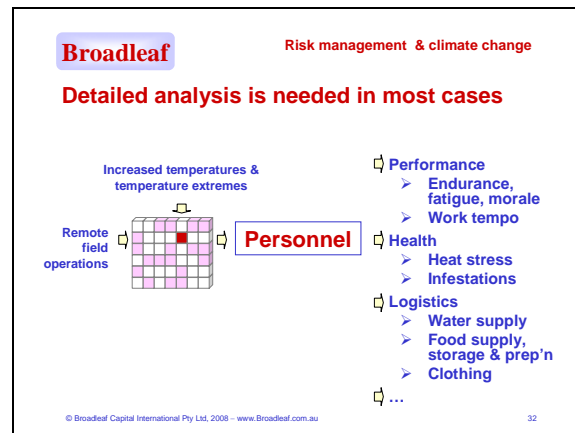 Broadleaf
Risk management & climate change
Detailed analysis is needed in most cases
Increased temperatures &
temperature extremes
Remote
field
operations
Personnel
Performance
➢ Endurance,
fatigue, morale
➢ Work tempo
Health
➢ Heat stress
➢ Infestations
Logistics
➢ Water supply
➢ Food supply,
storage & prep'n
➢ Clothing
…
© Broadleaf Capital International Pty Ltd, 2008 – www.Broadleaf.com.au
32